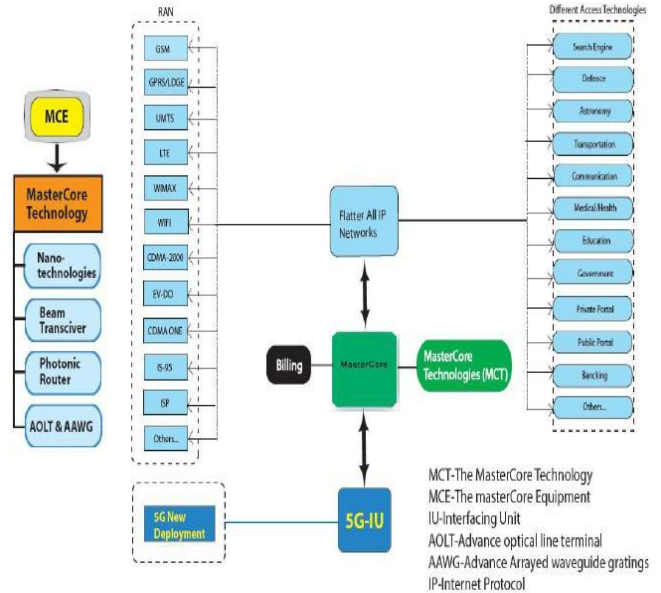 RAN
Different Access Technologies
GSM
GPRS/LDGE
UMTS
LTE
WIMAX
WIFI
CDMA-2000
EV-DO
CDMA ONE
IS-95
ISP
Others...
MCE
MasterCore
Technology
Nano-
technologies
Beam
Transciver
Photonic
Router
AOLT & AAWG
Flatter All IP
Networks
Billing
MasterCore
MasterCore
Technologies (MCT)
5G New
Deployment
5G-IU
Search Engine
Defence
Astronomy
Transportation
Communication
Medical/Health
Education
Government
Private Portal
Public Portal
Bancking
Others...
MCT-The MasterCore Technology
MCE-The masterCore Equipment
IU-Interfacing Unit
AOLT-Advance optical line terminal
AAWG-Advance Arrayed waveguide gratings
IP-Internet Protocol